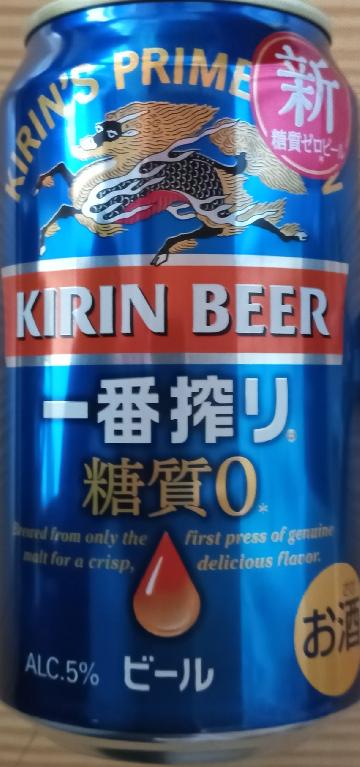 KIRIN'S PRIME
新
糖質ゼロビール
KIRIN BEER
一番搾り®
糖質0*
Brewed from only the first press of genuine
malt for a crisp, delicious flavor.
お酒
ALC.5% ビール